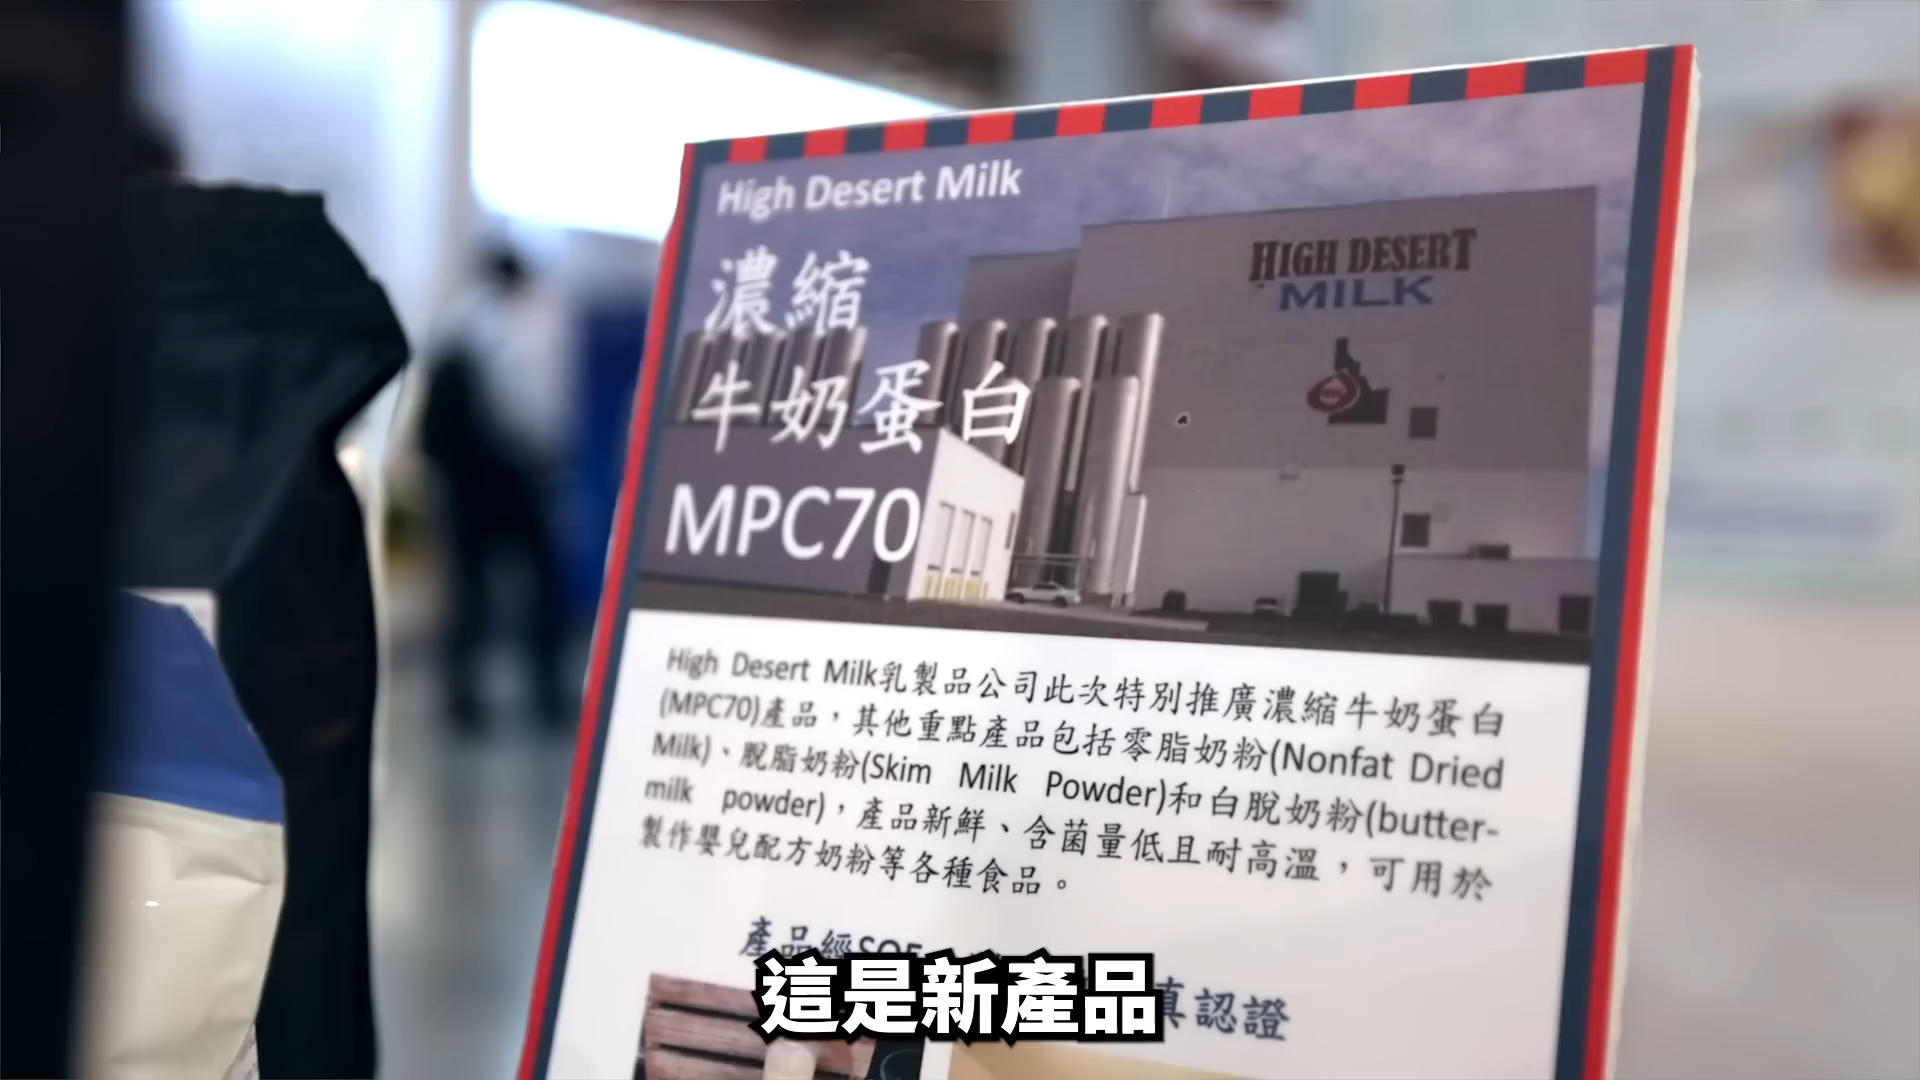 High Desert Milk
濃縮
牛奶蛋白
MPC70
HIGH DESERT
MILK
High Desert Milk乳製品公司此次特別推廣濃縮牛奶蛋白
(MPC70)產品，其他重點產品包括零脂奶粉(Nonfat Dried
Milk)、脫脂奶粉(Skim Milk Powder)和白脫奶粉(butter-
milk powder)，產品新鮮、含菌量低且耐高溫，可用於
製作嬰兒配方奶粉等各種食品。
產品經
認證
這是新產品